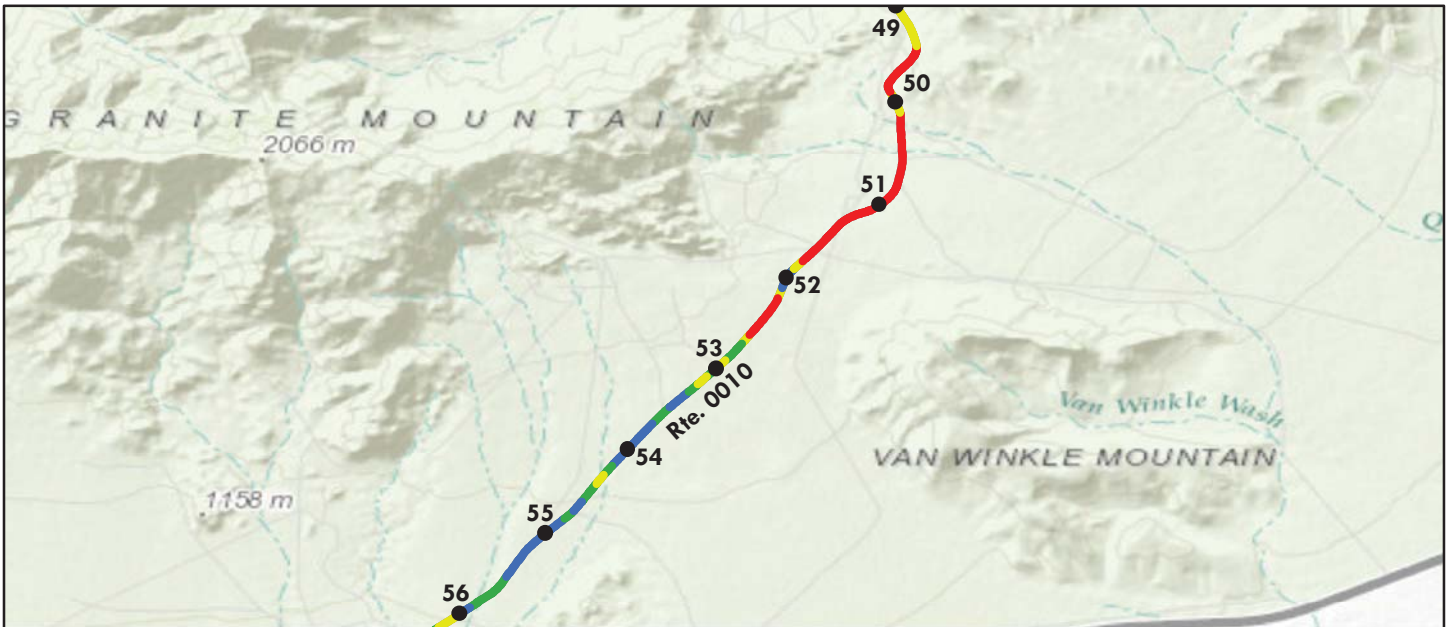 49
50
GRANITE MOUNTAIN
2066 m
51
Q
52
53
Rte. 0010
Van Winkle Wash
54
VAN WINKLE MOUNTAIN
1158 m
55
56